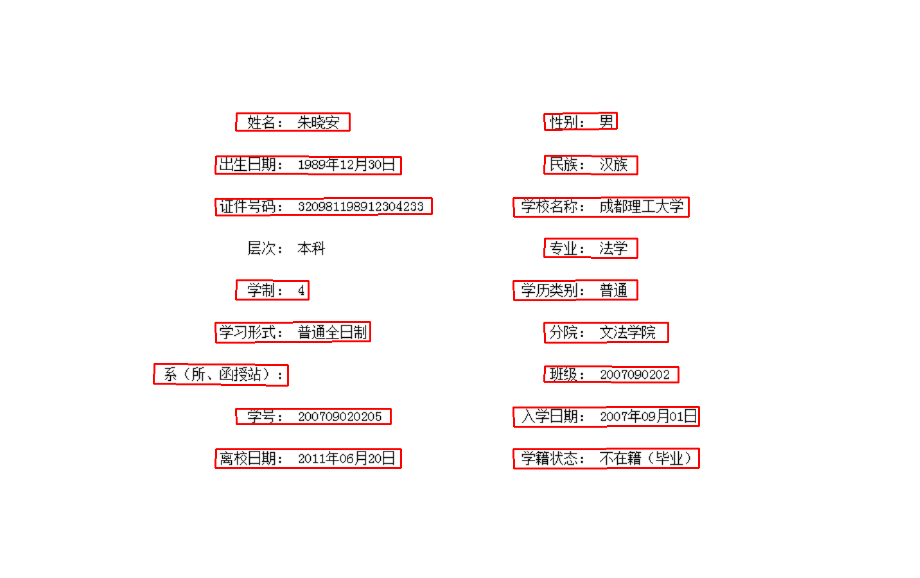 姓名： 朱晓安 性别： 男
出生日期： 1989年12月30日 民族： 汉族
证件号码： 320981198912304233 学校名称： 成都理工大学
层次： 本科 专业： 法学
学制： 4 学历类别： 普通
学习形式： 普通全日制 分院： 文法学院
系（所、函授站）： 班级： 2007090202
学号： 200709020205 入学日期： 2007年09月01日
离校日期： 2011年06月20日 学籍状态： 不在籍（毕业）